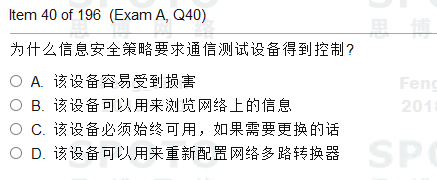 Item 40 of 196 (Exam A, Q40)
为什么信息安全策略要求通信测试设备得到控制?
A. 该设备容易受到损害
B. 该设备可以用来浏览网络上的信息
C. 该设备必须始终可用，如果需要更换的话
D. 该设备可以用来重新配置网络多路转换器